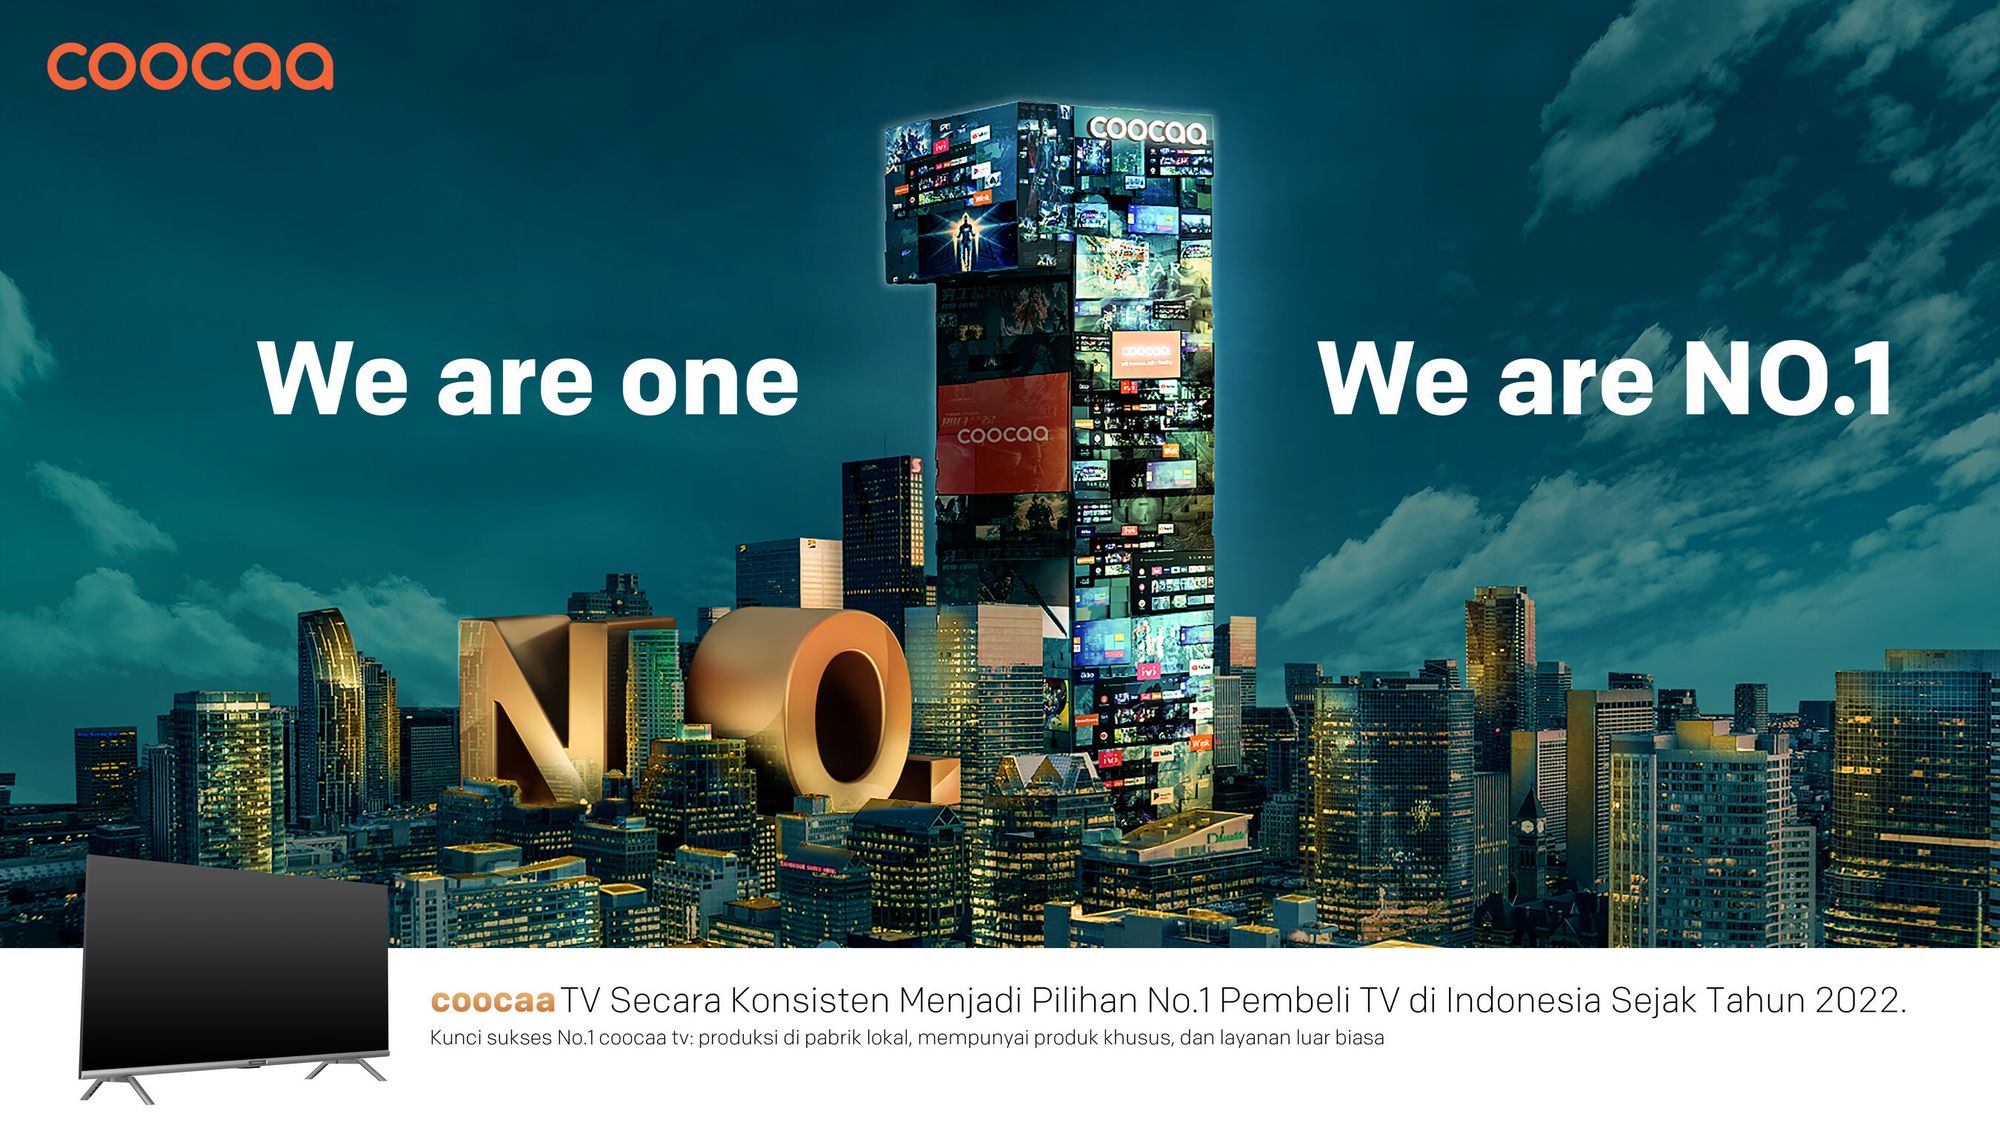 coocaa
coocaa
We are one
We are NO.1
coocaa
coocaa
NO.
coocaa TV Secara Konsisten Menjadi Pilihan No.1 Pembeli TV di Indonesia Sejak Tahun 2022.
Kunci sukses No.1 coocaa tv: produksi di pabrik lokal, mempunyai produk khusus, dan layanan luar biasa